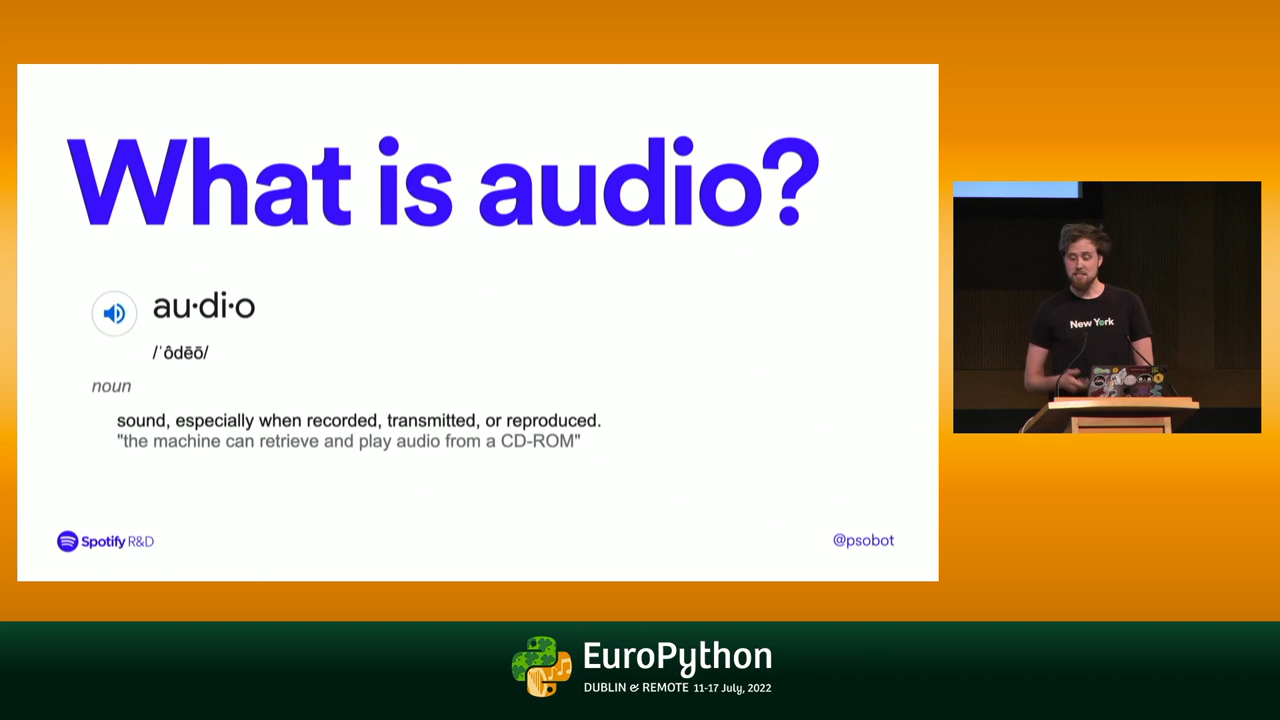 What is audio?
au·di·o
/ˈôdēō/
noun
sound, especially when recorded, transmitted, or reproduced.
"the machine can retrieve and play audio from a CD-ROM"
Spotify R&D
@psobot
New York
EuroPython
DUBLIN & REMOTE 11-17 July, 2022